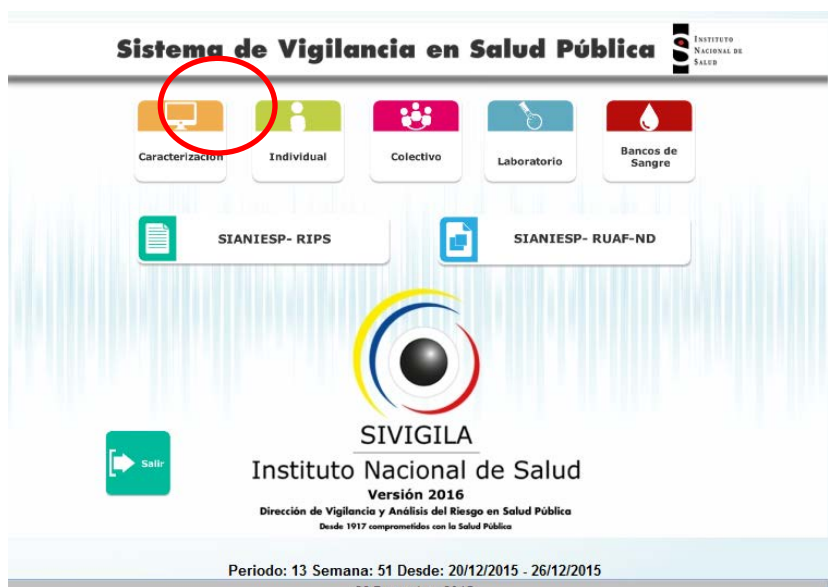 Sistema de Vigilancia en Salud Pública
INSTITUTO
NACIONAL DE
SALUD
Caracterización
Individual
Colectivo
Laboratorio
Bancos de
Sangre
SIANIESP- RIPS
SIANIESP- RUAF-ND
SIVIGILA
Salir
Instituto Nacional de Salud
Versión 2016
Dirección de Vigilancia y Análisis del Riesgo en Salud Pública
Desde 1917 comprometidos con la Salud Pública
Periodo: 13 Semana: 51 Desde: 20/12/2015 - 26/12/2015